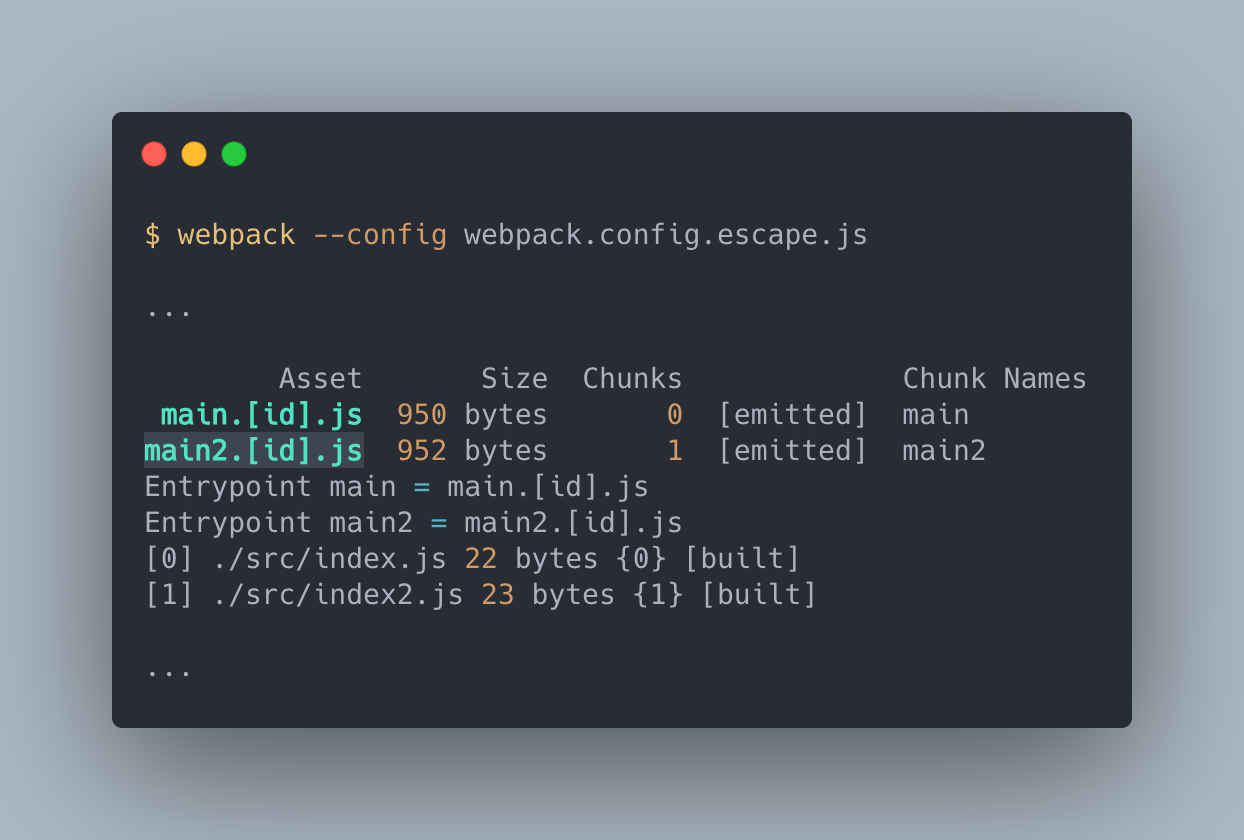 $ webpack --config webpack.config.escape.js
...
Asset Size Chunks Chunk Names
main.[id].js 950 bytes 0 [emitted] main
main2.[id].js 952 bytes 1 [emitted] main2
Entrypoint main = main.[id].js
Entrypoint main2 = main2.[id].js
[0] ./src/index.js 22 bytes {0} [built]
[1] ./src/index2.js 23 bytes {1} [built]
...